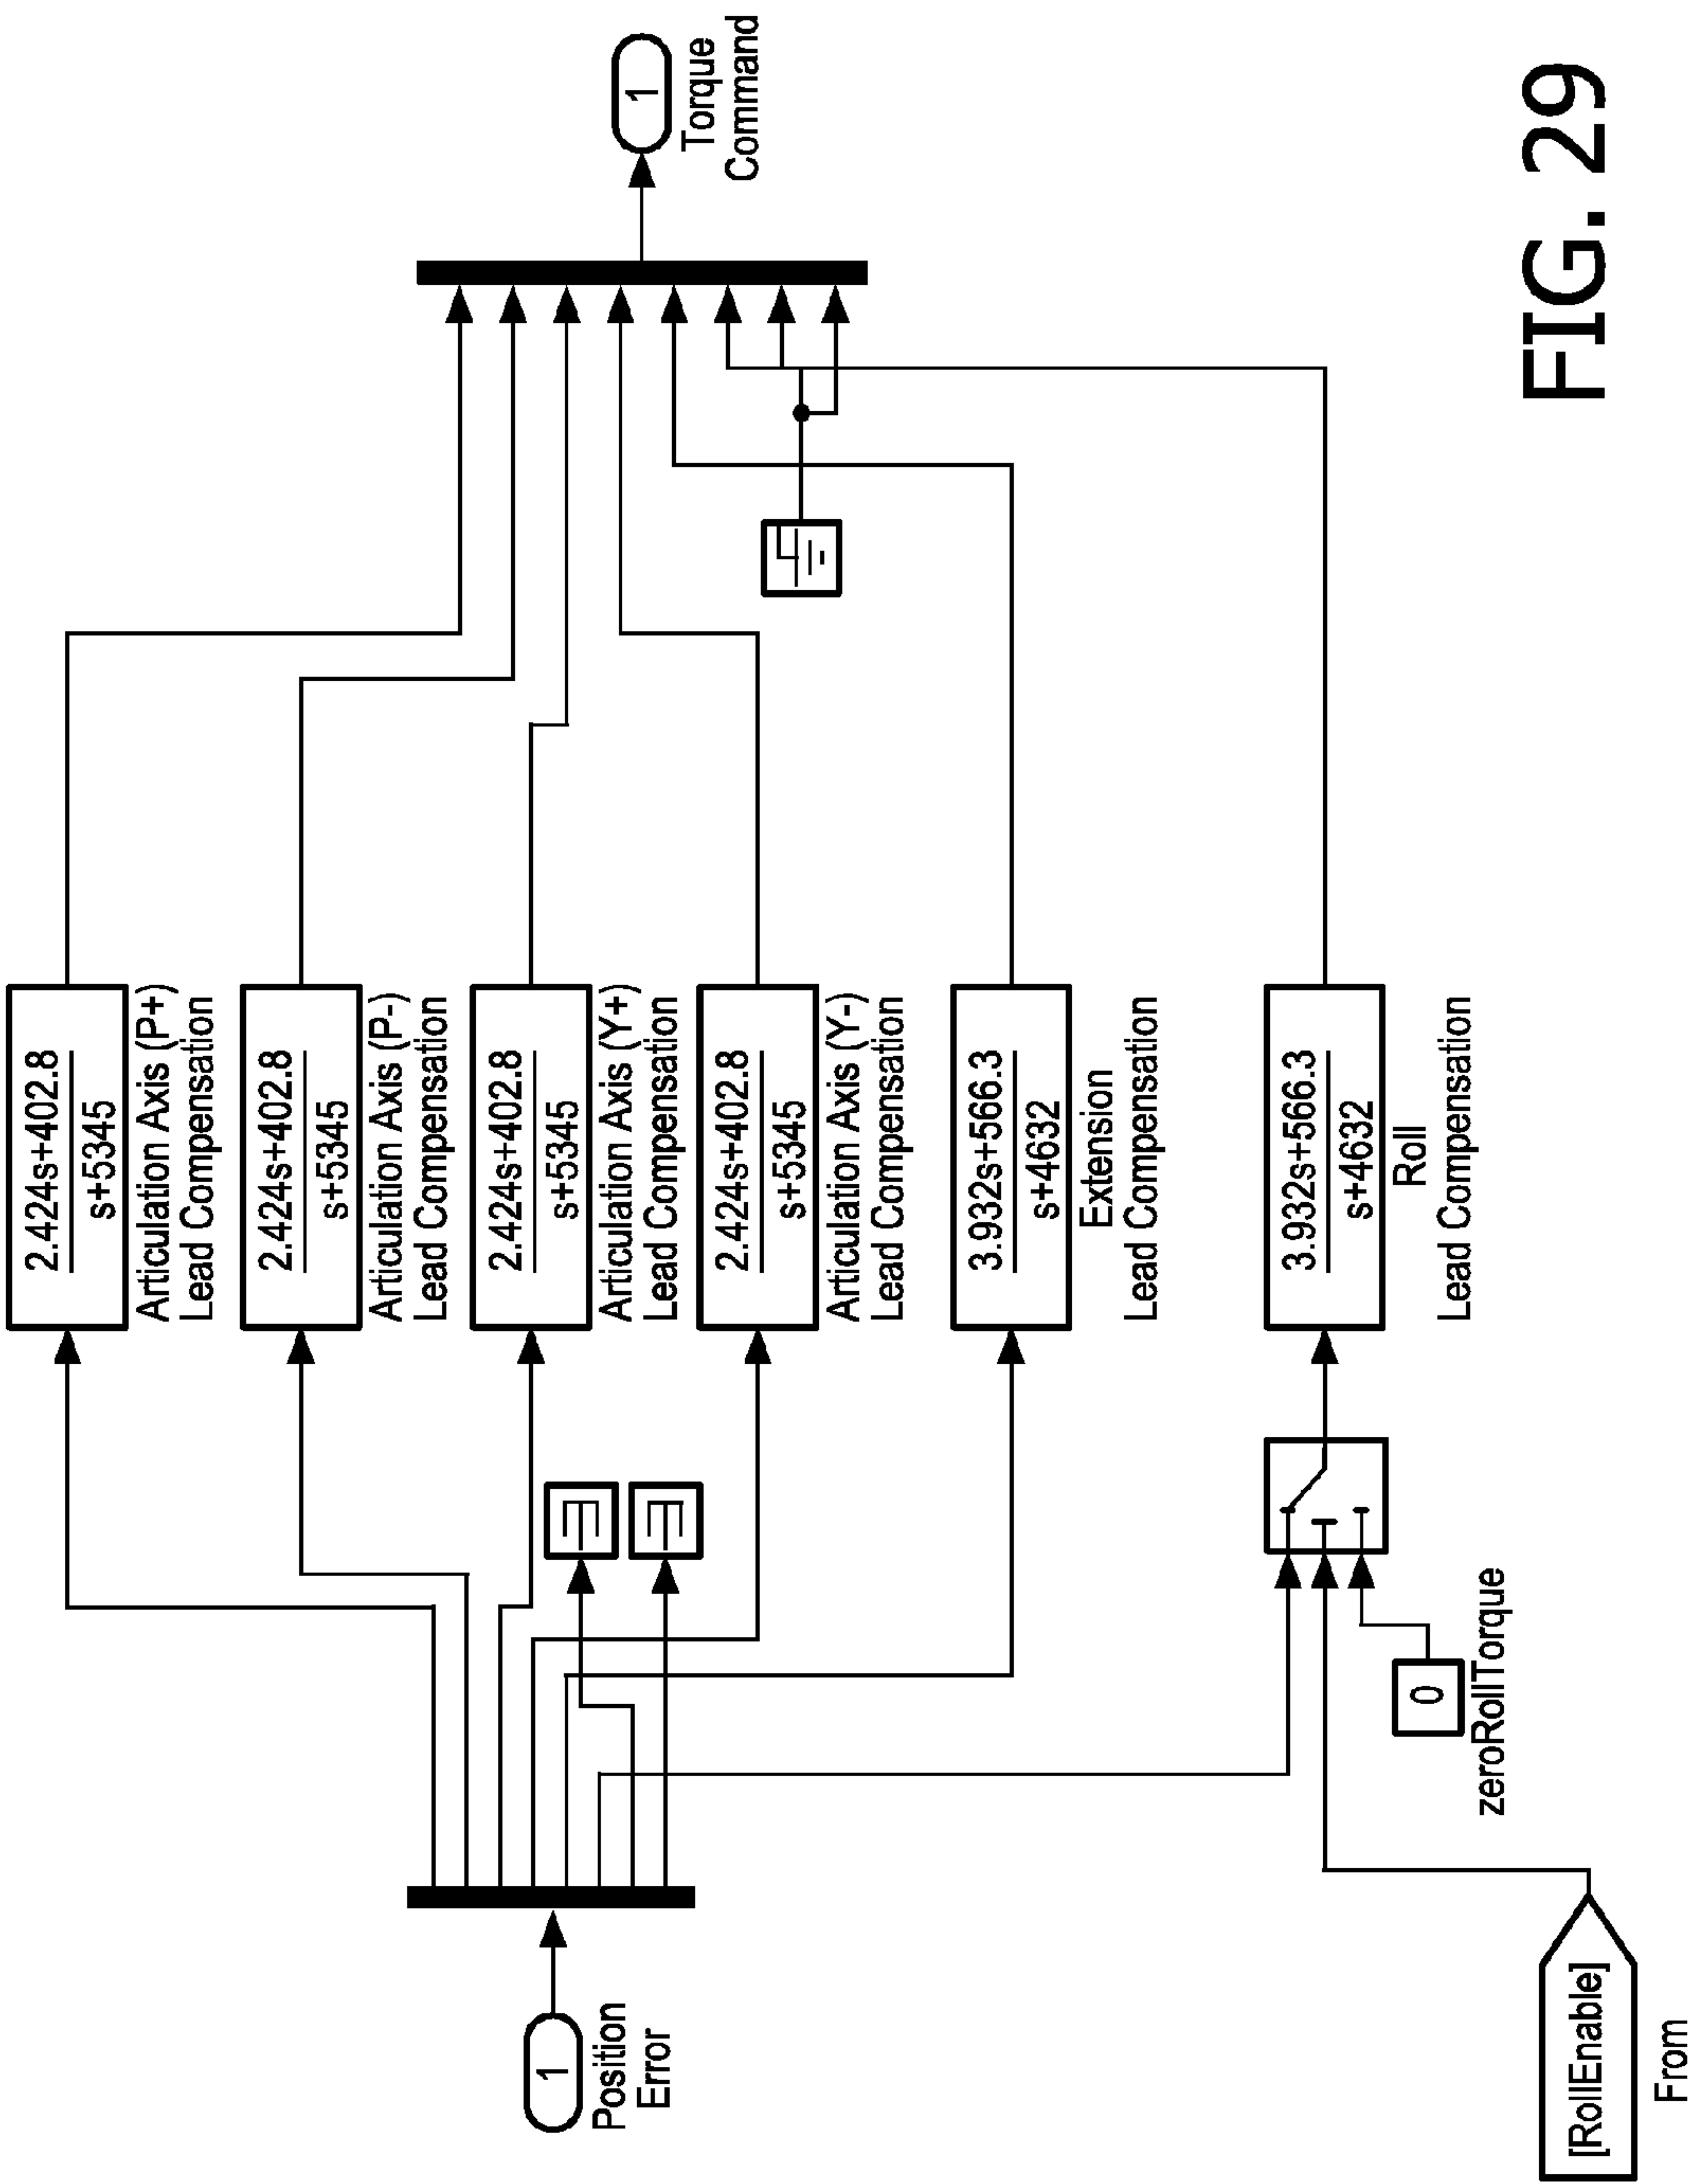 1
Position
Error
2.424s+402.8
s+5345
Articulation Axis (P+)
Lead Compensation
2.424s+402.8
s+5345
Articulation Axis (P-)
Lead Compensation
2.424s+402.8
s+5345
Articulation Axis (Y+)
Lead Compensation
2.424s+402.8
s+5345
Articulation Axis (Y-)
Lead Compensation
3.932s+566.3
s+4632
Extension
Lead Compensation
3.932s+566.3
s+4632
Roll
Lead Compensation
0
zeroRollTorque
[RollEnable]
From
1
Torque
Command
FIG. 29